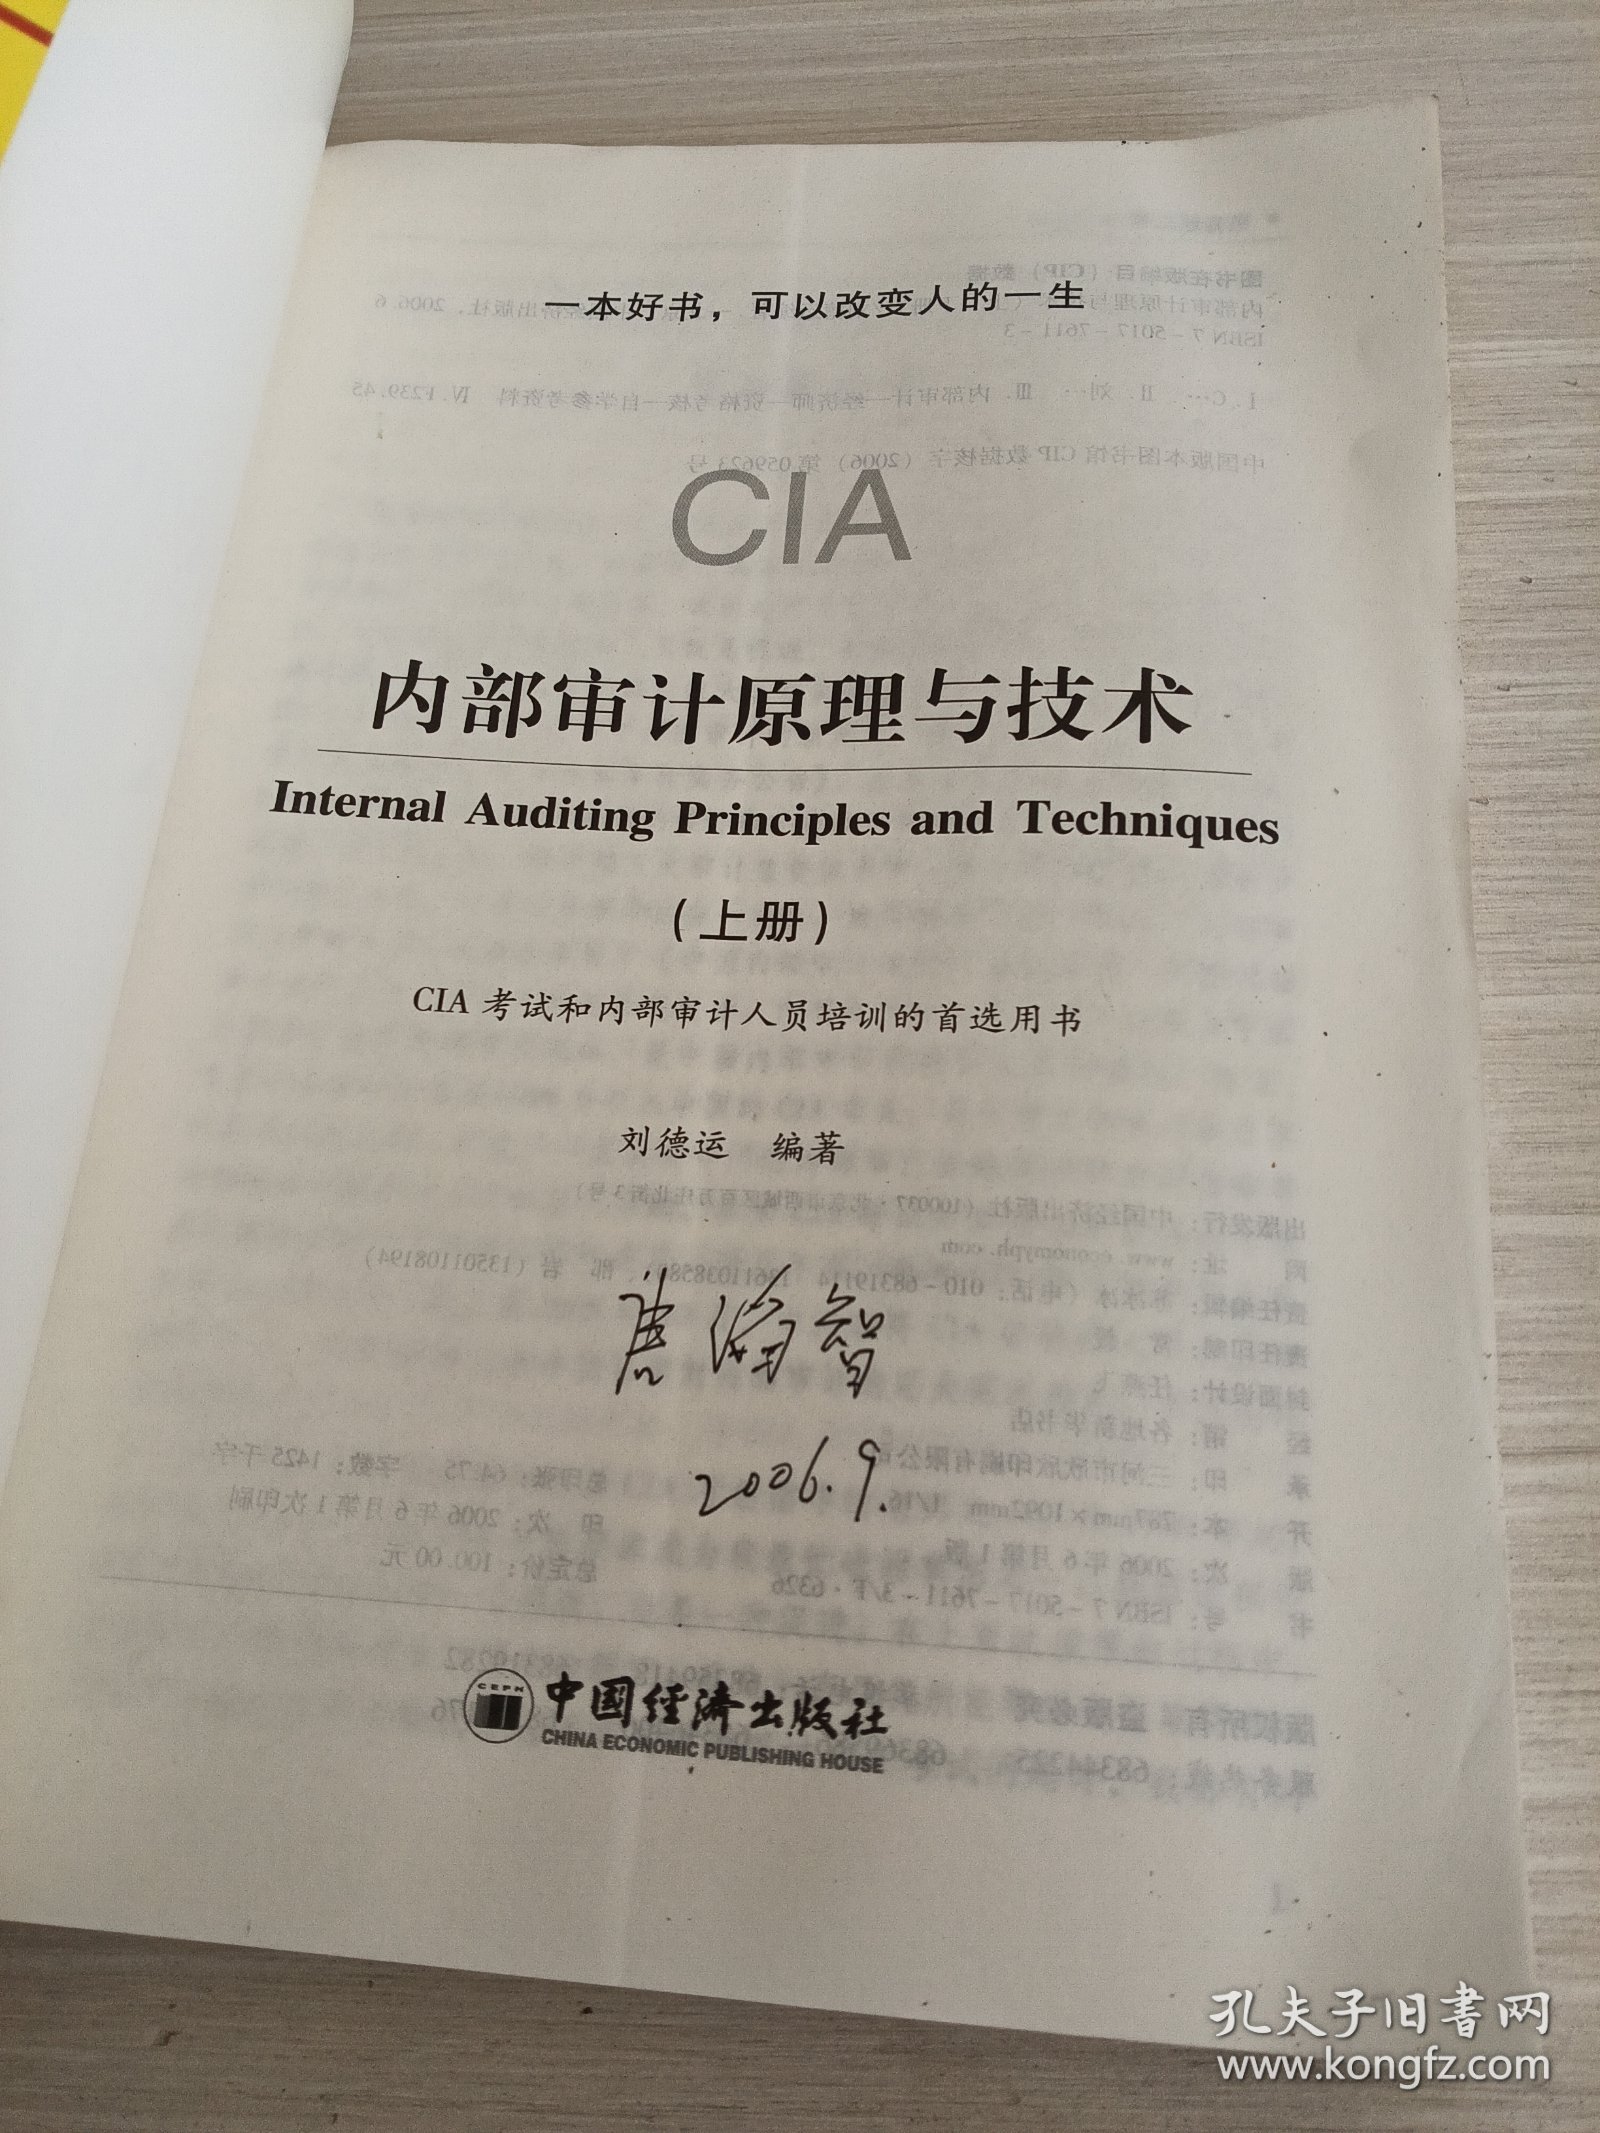 一本好书，可以改变人的一生
CIA
内部审计原理与技术
Internal Auditing Principles and Techniques
(上册)
CIA 考试和内部审计人员培训的首选用书
刘德运 编著
2006.9.
CEPH
中国经济出版社
CHINA ECONOMIC PUBLISHING HOUSE
孔夫子旧书网
www.kongfz.com